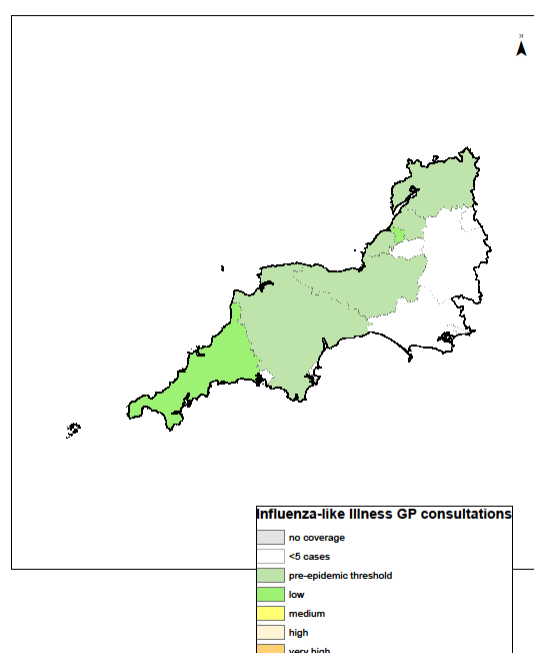 N
Influenza-like Illness GP consultations
no coverage
<5 cases
pre-epidemic threshold
low
medium
high
very high